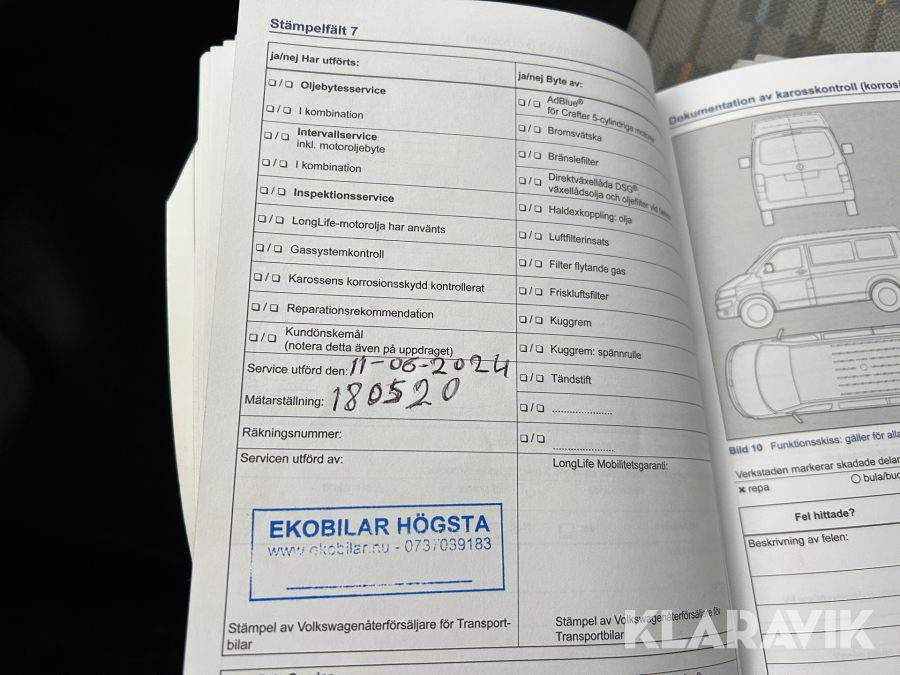 Stämpelfält 7
ja/nej Har utförts:
❑ / ❑ Oljebytesservice
❑ / ❑ I kombination
❑ / ❑ Intervallservice
inkl. motoroljebyte
❑ / ❑ I kombination
❑ / ❑ Inspektionsservice
❑ / ❑ LongLife-motorolja har använts
❑ / ❑ Gassystemkontroll
❑ / ❑ Karossens korrosionsskydd kontrollerat
❑ / ❑ Reparationsrekommendation
❑ / ❑ Kundönskemål
(notera detta även på uppdraget)
Service utförd den: 11-06-2024
Mätarställning: 180520
Räkningsnummer:
Servicen utförd av:
EKOBILAR HÖGSTA
www.ekobilar.nu - 0737039183
Stämpel av Volkswagenåterförsäljare för Transport-
bilar
ja/nej Byte av:
❑ / ❑ AdBlue®
för Crafter 5-cylindriga motorer
❑ / ❑ Bromsvätska
❑ / ❑ Bränslefilter
❑ / ❑ Direktväxellåda DSG®:
växellådsolja och oljefilter vid
❑ / ❑ Haldexkoppling: olja
❑ / ❑ Luftfilterinsats
❑ / ❑ Filter flytande gas
❑ / ❑ Friskluftsfilter
❑ / ❑ Kuggrem
❑ / ❑ Kuggrem: spännrulle
❑ / ❑ Tändstift
❑ / ❑ .....................
❑ / ❑ .....................
LongLife Mobilitetsgaranti:
Stämpel av Volkswagenåterförsäljare för
Transportbilar
Dokumentation av karosskontroll (korros
Bild 10 Funktionsskiss: gäller för alla
Verkstaden markerar skadade delar
✖ repa ○ bula/buc
Fel hittade?
Beskrivning av felen:
KLARAVIK